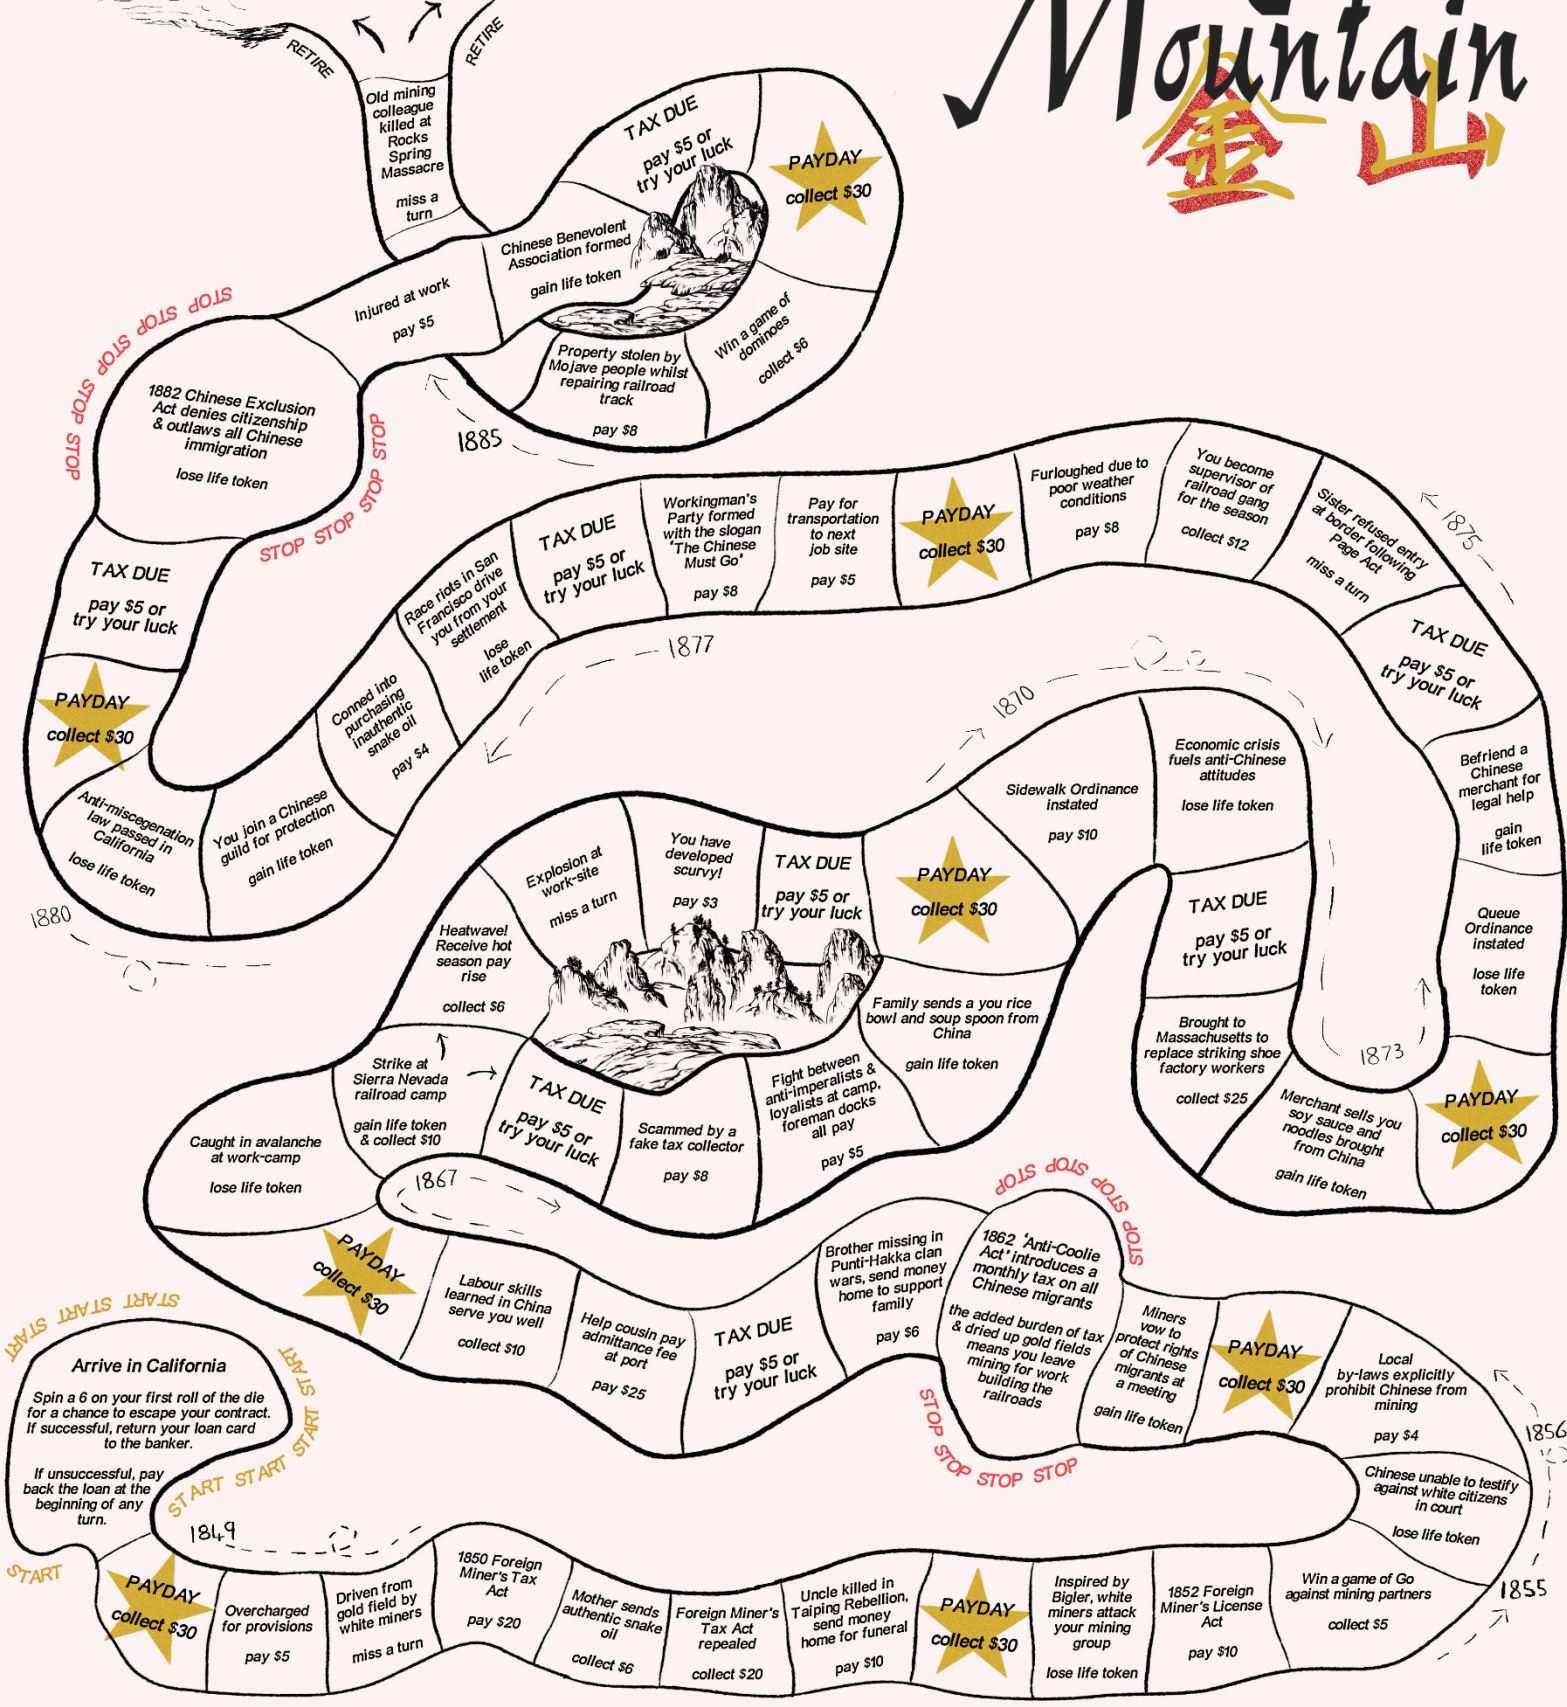 Mountain
金山
RETIRE
RETIRE
Old mining
colleague
killed at
Rocks
Spring
Massacre
miss a
turn
TAX DUE
pay $5 or
try your luck
PAYDAY
collect $30
Chinese Benevolent
Association formed
gain life token
Injured at work
pay $5
Win a game of
dominoes
collect $6
Property stolen by
Mojave people whilst
repairing railroad
track
pay $8
1885
STOP STOP STOP STOP STOP
1882 Chinese Exclusion
Act denies citizenship
& outlaws all Chinese
immigration
lose life token
STOP STOP STOP STOP
TAX DUE
pay $5 or
try your luck
PAYDAY
collect $30
Anti-miscegenation
law passed in
California
lose life token
1880
You join a Chinese
guild for protection
gain life token
Conned into
purchasing
inauthentic
snake oil
pay $4
Race riots in San
Francisco drive
you from your
settlement
lose
life token
TAX DUE
pay $5 or
try your luck
Workingman's
Party formed
with the slogan
'The Chinese
Must Go'
pay $8
Pay for
transportation
to next
job site
pay $5
PAYDAY
collect $30
Furloughed due to
poor weather
conditions
pay $8
You become
supervisor of
railroad gang
for the season
collect $12
Sister refused entry
at border following
Page Act
miss a turn
1875
1877
TAX DUE
pay $5 or
try your luck
Befriend a
Chinese
merchant for
legal help
gain
life token
Queue
Ordinance
instated
lose life
token
PAYDAY
collect $30
1873
Merchant sells you
soy sauce and
noodles brought
from China
gain life token
Brought to
Massachusetts to
replace striking shoe
factory workers
collect $25
TAX DUE
pay $5 or
try your luck
Economic crisis
fuels anti-Chinese
attitudes
lose life token
1870
Sidewalk Ordinance
instated
pay $10
PAYDAY
collect $30
TAX DUE
pay $5 or
try your luck
You have
developed
scurvy!
pay $3
Explosion at
work-site
miss a turn
Heatwave!
Receive hot
season pay
rise
collect $6
Family sends a you rice
bowl and soup spoon from
China
gain life token
Fight between
anti-imperalists &
loyalists at camp,
foreman docks
all pay
pay $5
Scammed by a
fake tax collector
pay $8
TAX DUE
pay $5 or
try your luck
Strike at
Sierra Nevada
railroad camp
gain life token
& collect $10
Caught in avalanche
at work-camp
lose life token
1867
PAYDAY
collect $30
Labour skills
learned in China
serve you well
collect $10
Help cousin pay
admittance fee
at port
pay $25
TAX DUE
pay $5 or
try your luck
Brother missing in
Punti-Hakka clan
wars, send money
home to support
family
pay $6
STOP STOP STOP STOP
1862 'Anti-Coolie
Act' introduces a
monthly tax on all
Chinese migrants
the added burden of tax
& dried up gold fields
means you leave
mining for work
building the
railroads
STOP STOP STOP STOP
Miners
vow to
protect rights
of Chinese
migrants at
a meeting
gain life token
PAYDAY
collect $30
Local
by-laws explicitly
prohibit Chinese from
mining
pay $4
1856
Chinese unable to testify
against white citizens
in court
lose life token
1855
Win a game of Go
against mining partners
collect $5
1852 Foreign
Miner's License
Act
pay $10
Inspired by
Bigler, white
miners attack
your mining
group
lose life token
PAYDAY
collect $30
Uncle killed in
Taiping Rebellion,
send money
home for funeral
pay $10
Foreign Miner's
Tax Act
repealed
collect $20
Mother sends
authentic snake
oil
collect $6
1850 Foreign
Miner's Tax
Act
pay $20
Driven from
gold field by
white miners
miss a turn
Overcharged
for provisions
pay $5
PAYDAY
collect $30
1849
START START START
START START START START
START
Arrive in California
Spin a 6 on your first roll of the die
for a chance to escape your contract.
If successful, return your loan card
to the banker.
If unsuccessful, pay
back the loan at the
beginning of any
turn.